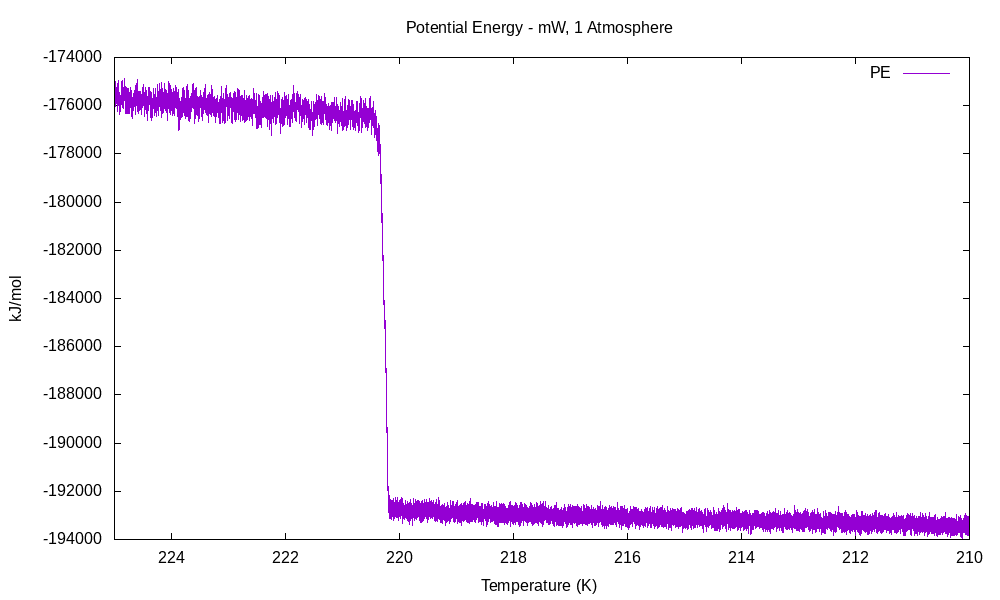 Potential Energy - mW, 1 Atmosphere
PE
-174000
-176000
-178000
-180000
-182000
-184000
-186000
-188000
-190000
-192000
-194000
kJ/mol
224 222 220 218 216 214 212 210
Temperature (K)